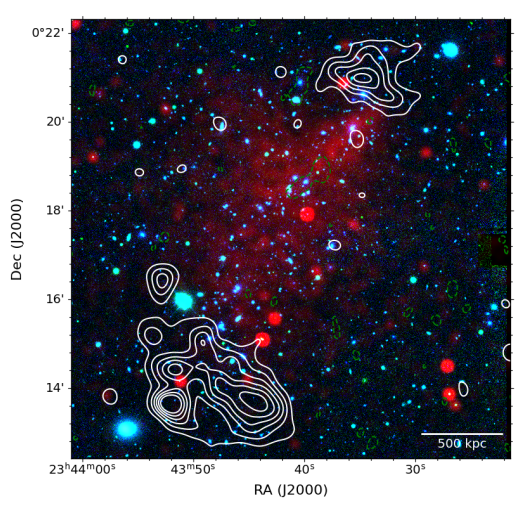 0°22'
20'
18'
16'
14'
Dec (J2000)
500 kpc
23ʰ44ᵐ00ˢ
43ᵐ50ˢ
40ˢ
30ˢ
RA (J2000)